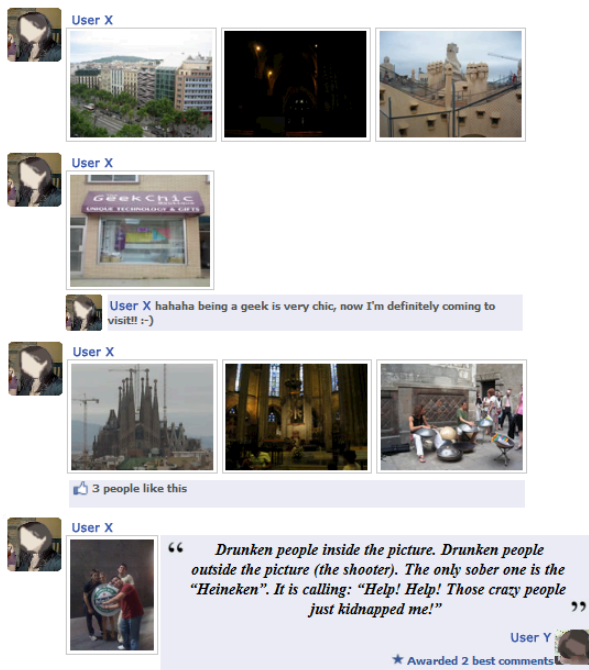 User X
User X
GeekChic
UNIQUE TECHNOLOGY & GIFTS
User X hahaha being a geek is very chic, now I'm definitely coming to
visit!! :-)
User X
3 people like this
User X
“ Drunken people inside the picture. Drunken people
outside the picture (the shooter). The only sober one is the
“Heineken”. It is calling: “Help! Help! Those crazy people
just kidnapped me!” ”
User Y
★ Awarded 2 best comments